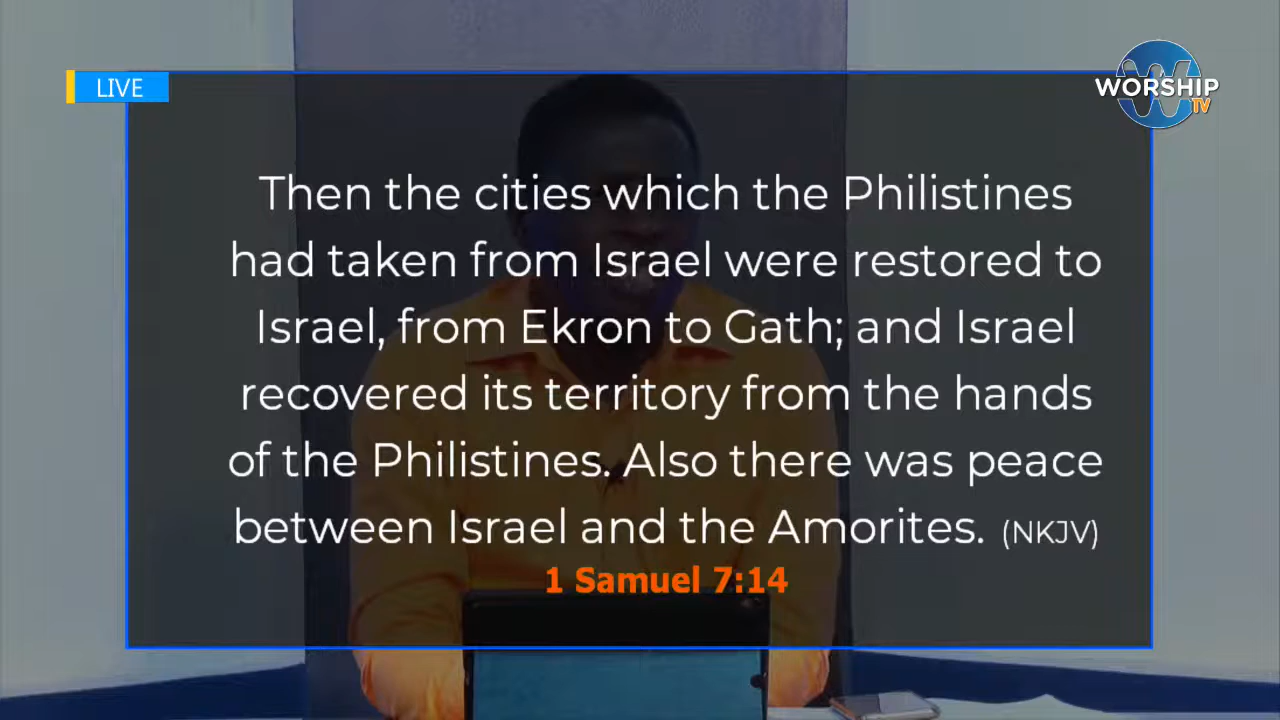 LIVE
WORSHIP
TV
Then the cities which the Philistines
had taken from Israel were restored to
Israel, from Ekron to Gath; and Israel
recovered its territory from the hands
of the Philistines. Also there was peace
between Israel and the Amorites. (NKJV)
1 Samuel 7:14